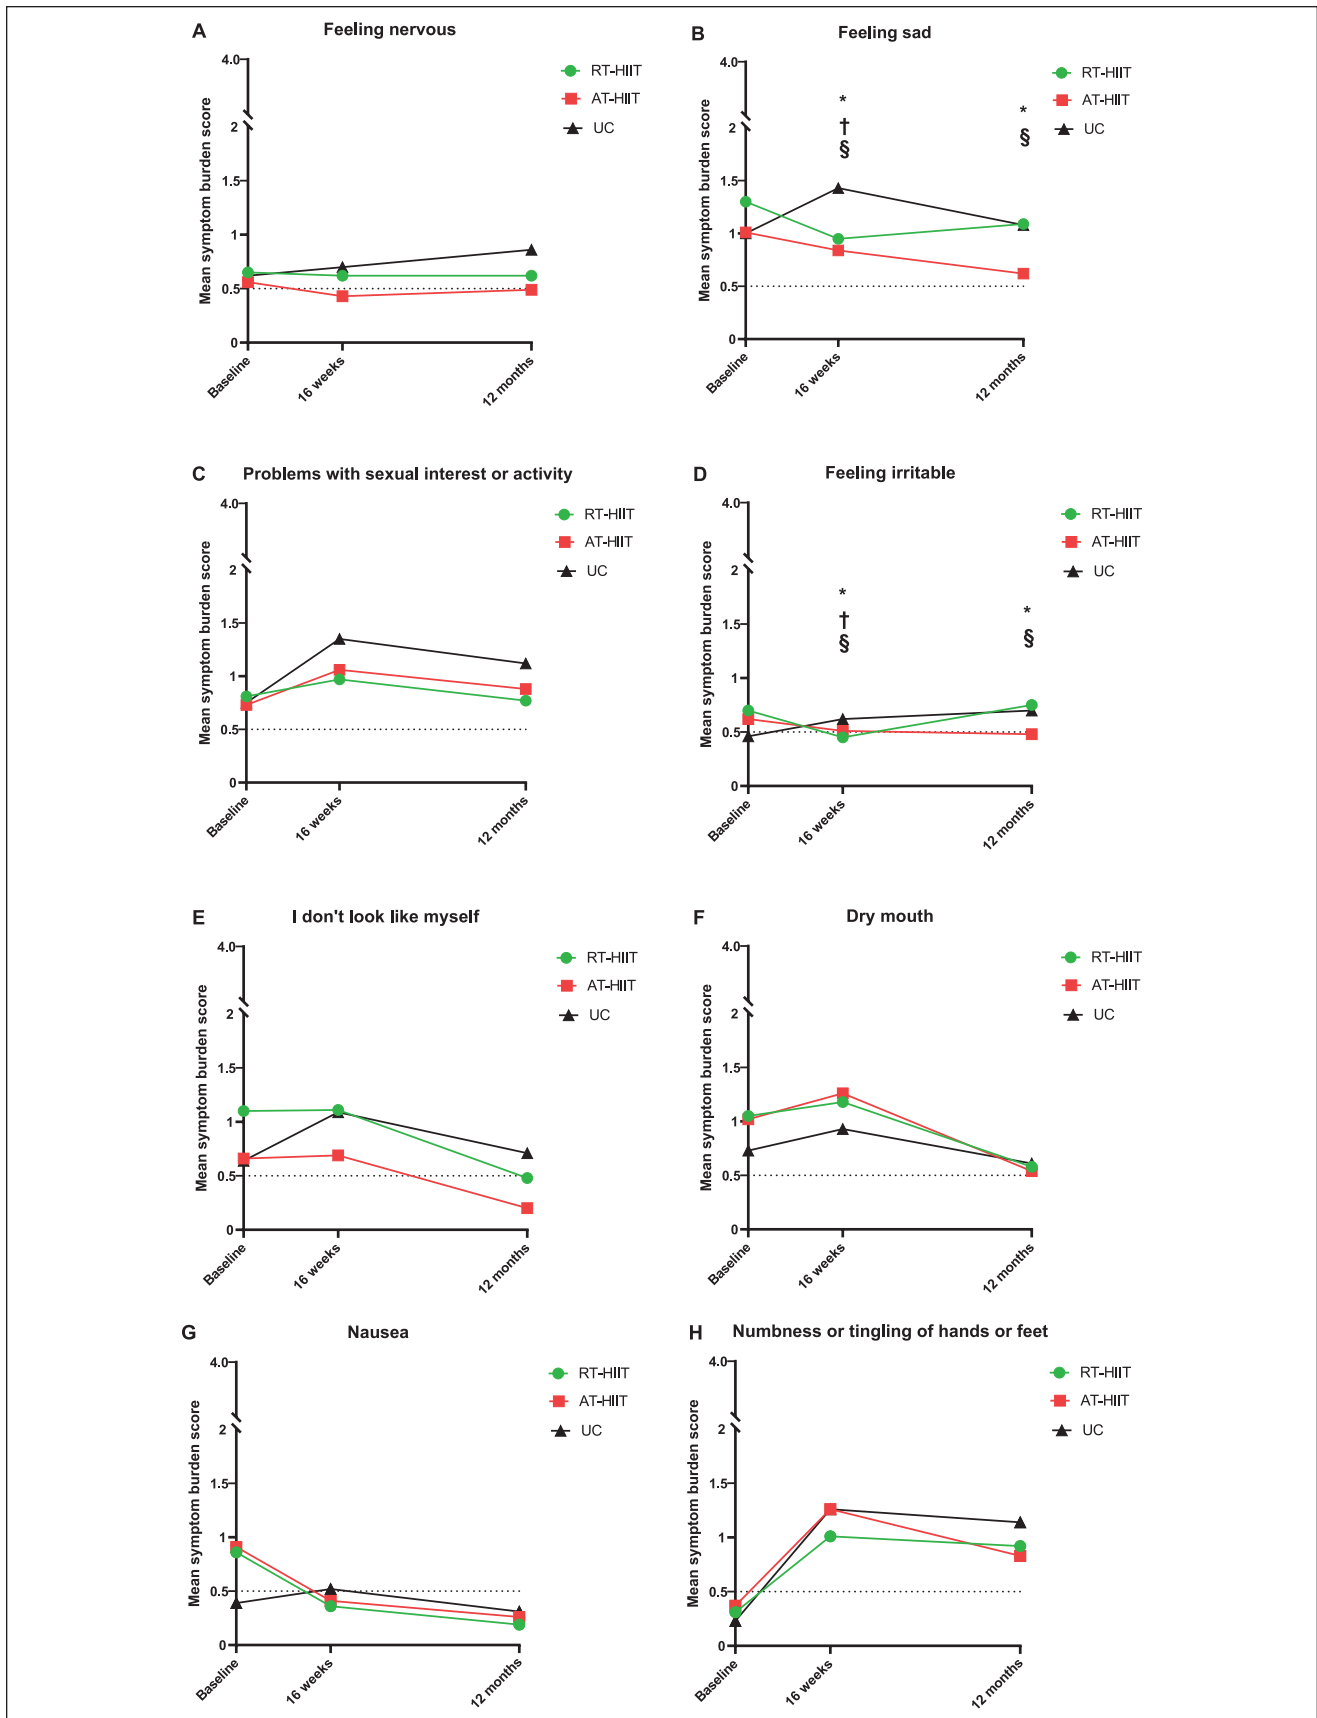 A Feeling nervous
4.0
2
1.5
1
0.5
0
Mean symptom burden score
Baseline
16 weeks
12 months
RT-HIIT
AT-HIIT
UC
B Feeling sad
4.0
2
1.5
1
0.5
0
Mean symptom burden score
Baseline
16 weeks
12 months
*
†
§
*
§
RT-HIIT
AT-HIIT
UC
C Problems with sexual interest or activity
4.0
2
1.5
1
0.5
0
Mean symptom burden score
Baseline
16 weeks
12 months
RT-HIIT
AT-HIIT
UC
D Feeling irritable
4.0
2
1.5
1
0.5
0
Mean symptom burden score
Baseline
16 weeks
12 months
*
†
§
*
§
RT-HIIT
AT-HIIT
UC
E I don't look like myself
4.0
2
1.5
1
0.5
0
Mean symptom burden score
Baseline
16 weeks
12 months
RT-HIIT
AT-HIIT
UC
F Dry mouth
4.0
2
1.5
1
0.5
0
Mean symptom burden score
Baseline
16 weeks
12 months
RT-HIIT
AT-HIIT
UC
G Nausea
4.0
2
1.5
1
0.5
0
Mean symptom burden score
Baseline
16 weeks
12 months
RT-HIIT
AT-HIIT
UC
H Numbness or tingling of hands or feet
4.0
2
1.5
1
0.5
0
Mean symptom burden score
Baseline
16 weeks
12 months
RT-HIIT
AT-HIIT
UC